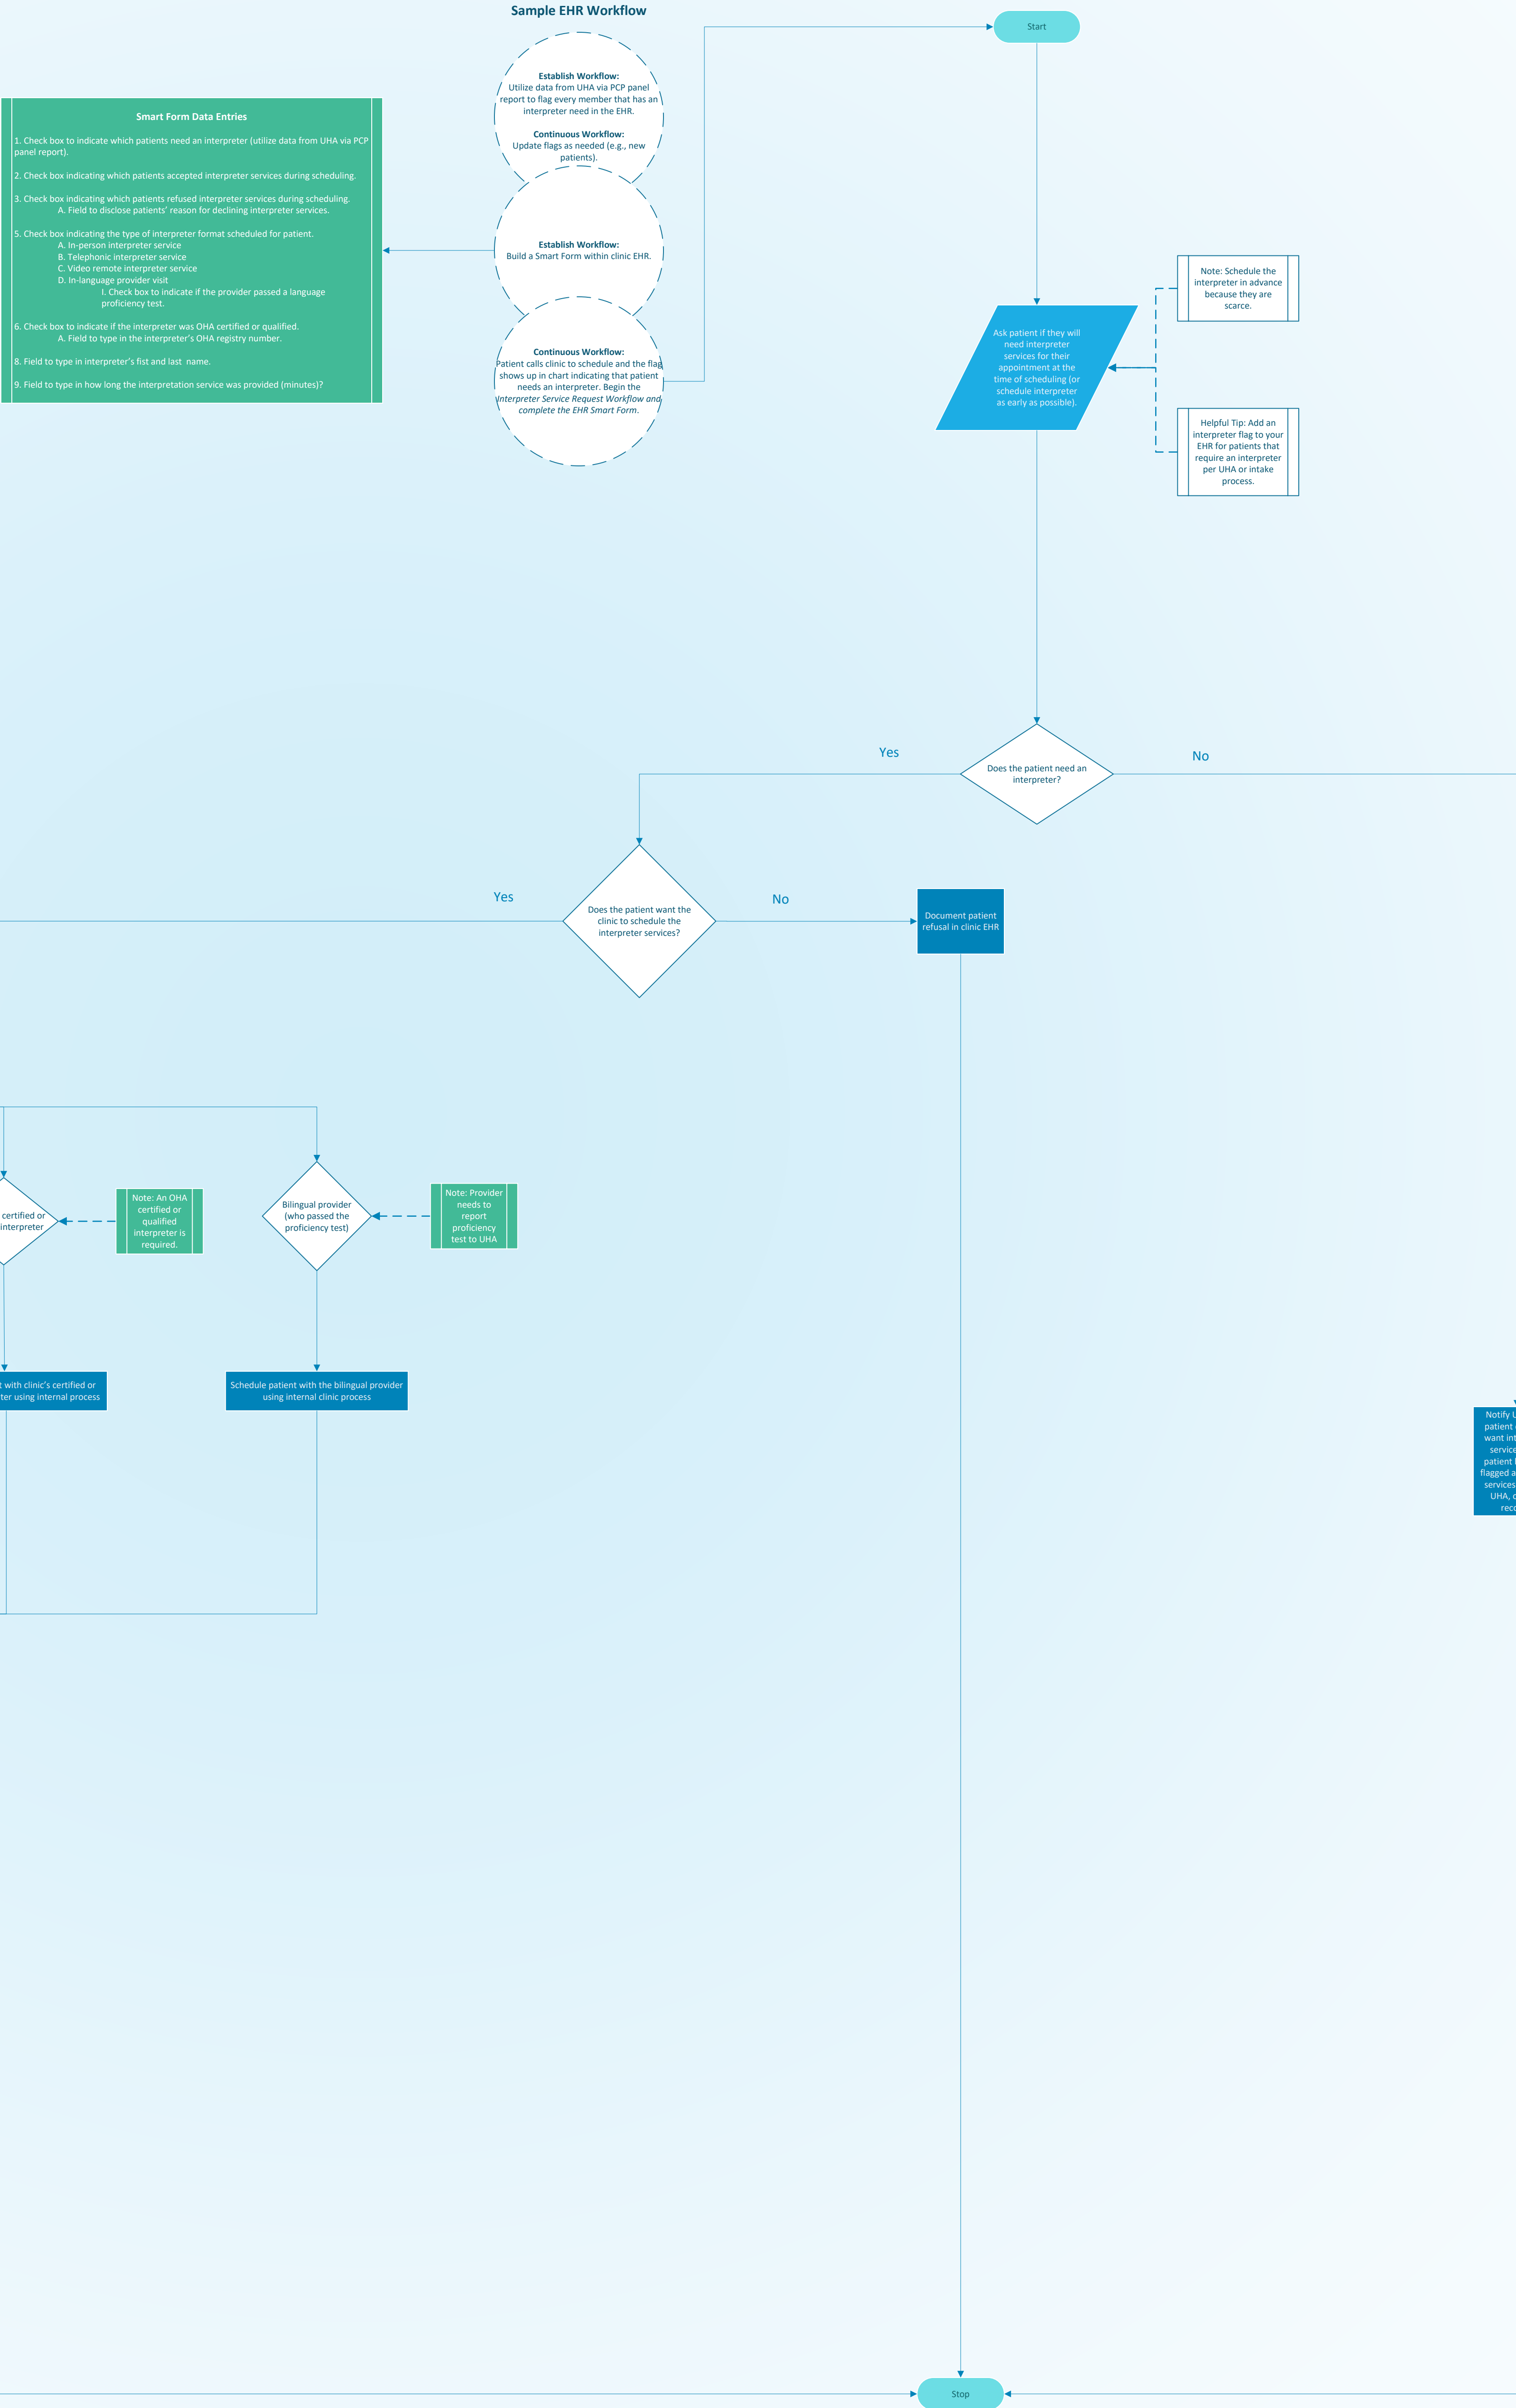 Sample EHR Workflow
Start
Establish Workflow:
Utilize data from UHA via PCP panel
report to flag every member that has an
interpreter need in the EHR.
Continuous Workflow:
Update flags as needed (e.g., new
patients).
Smart Form Data Entries
1. Check box to indicate which patients need an interpreter (utilize data from UHA via PCP
panel report).
2. Check box indicating which patients accepted interpreter services during scheduling.
3. Check box indicating which patients refused interpreter services during scheduling.
A. Field to disclose patients’ reason for declining interpreter services.
5. Check box indicating the type of interpreter format scheduled for patient.
A. In-person interpreter service
B. Telephonic interpreter service
C. Video remote interpreter service
D. In-language provider visit
I. Check box to indicate if the provider passed a language
proficiency test.
6. Check box to indicate if the interpreter was OHA certified or qualified.
A. Field to type in the interpreter’s OHA registry number.
8. Field to type in interpreter’s fist and last  name.
9. Field to type in how long the interpretation service was provided (minutes)?
Establish Workflow:
Build a Smart Form within clinic EHR.
Continuous Workflow:
Patient calls clinic to schedule and the flag
shows up in chart indicating that patient
needs an interpreter. Begin the
Interpreter Service Request Workflow and
complete the EHR Smart Form.
Note: Schedule the
interpreter in advance
because they are
scarce.
Ask patient if they will
need interpreter
services for their
appointment at the
time of scheduling (or
schedule interpreter
as early as possible).
Helpful Tip: Add an
interpreter flag to your
EHR for patients that
require an interpreter
per UHA or intake
process.
Yes
Does the patient need an
interpreter?
No
Yes
Does the patient want the
clinic to schedule the
interpreter services?
No
Document patient
refusal in clinic EHR
certified or
interpreter
Note: An OHA
certified or
qualified
interpreter is
required.
Bilingual provider
(who passed the
proficiency test)
Note: Provider
needs to
report
proficiency
test to UHA
with clinic’s certified or
using internal process
Schedule patient with the bilingual provider
using internal clinic process
Notify
patient
want
patient
flagged
services
UHA,
Stop